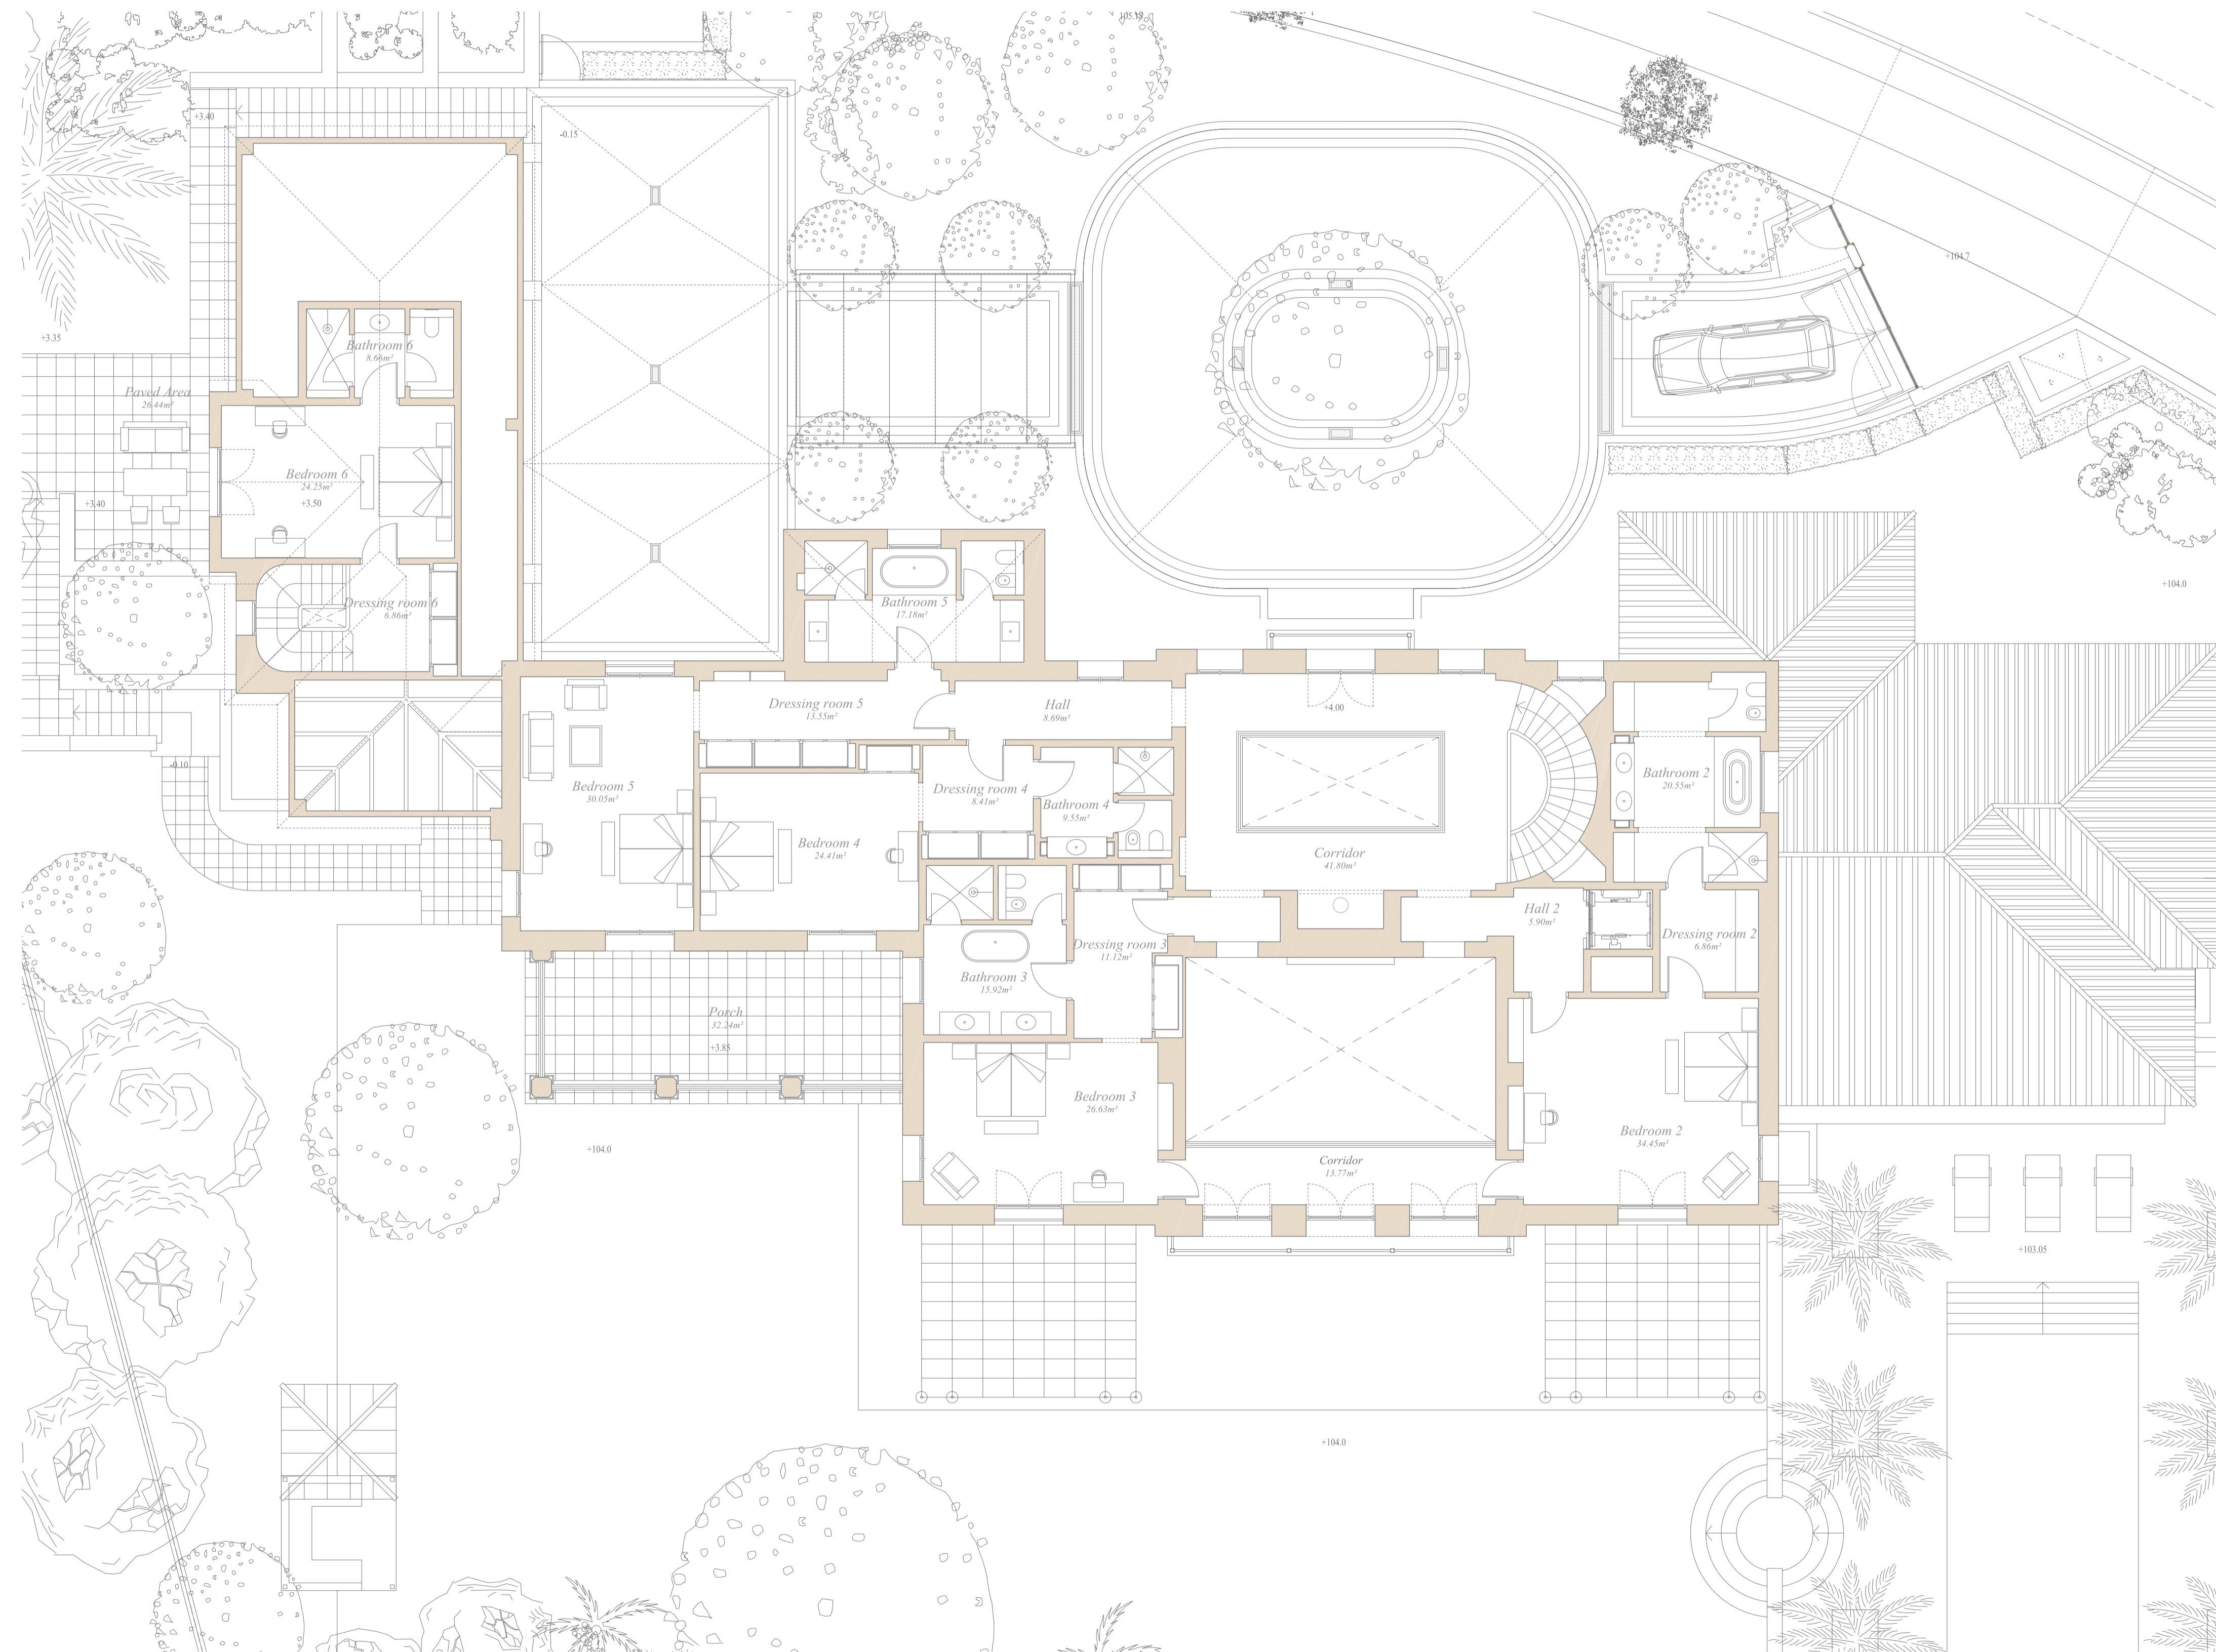 105.15
+3.40
-0.15
+104.7
+3.35
Bathroom 6
8.66m²
Paved Area
26.44m²
Bedroom 6
24.25m²
+3.50
+3.40
+104.0
Dressing room 6
6.86m²
Bathroom 5
17.18m²
Dressing room 5
13.55m²
Hall
8.69m²
+4.00
-0.10
Bathroom 2
20.55m²
Bedroom 5
30.05m²
Dressing room 4
8.41m²
Bathroom 4
9.55m²
Bedroom 4
24.41m²
Corridor
41.80m²
Hall 2
5.90m²
Dressing room 2
6.86m²
Dressing room 3
11.12m²
Bathroom 3
15.92m²
Porch
32.24m²
+3.85
Bedroom 3
26.63m²
Bedroom 2
34.45m²
+104.0
Corridor
13.77m²
+103.05
+104.0